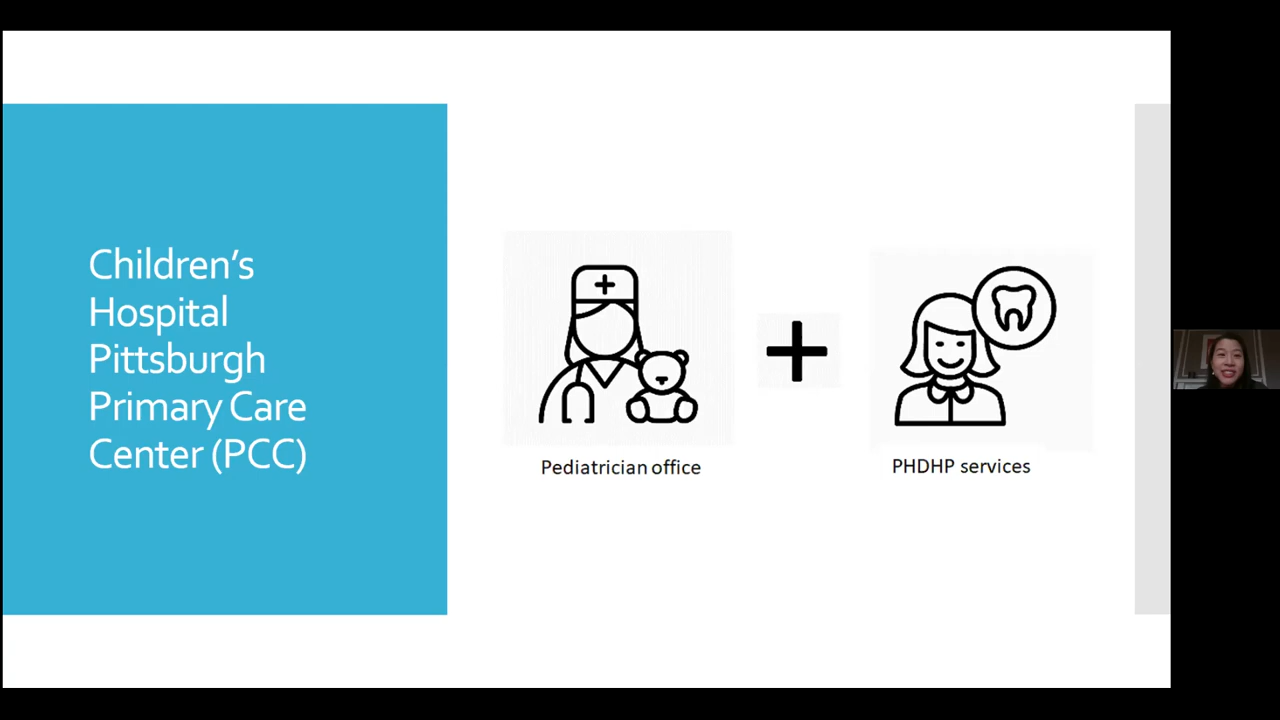 Children’s
Hospital
Pittsburgh
Primary Care
Center (PCC)
Pediatrician office
PHDHP services